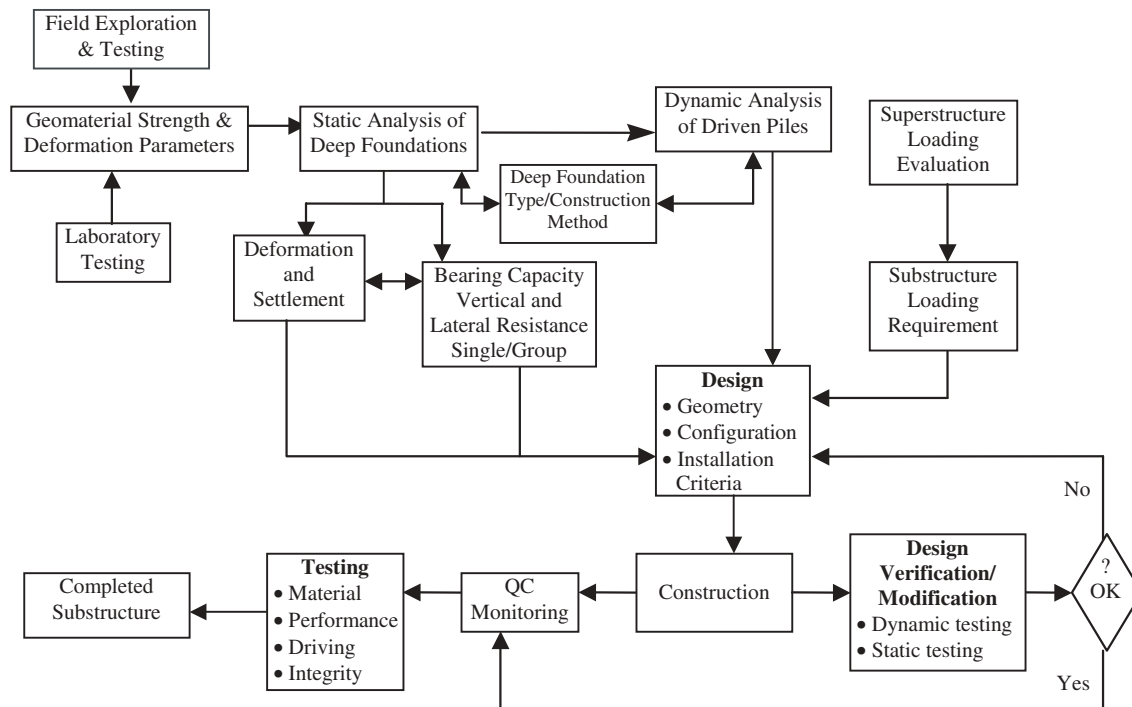 Field Exploration
& Testing
Geomaterial Strength &
Deformation Parameters
Laboratory
Testing
Static Analysis of
Deep Foundations
Dynamic Analysis
of Driven Piles
Deep Foundation
Type/Construction
Method
Superstructure
Loading
Evaluation
Deformation
and
Settlement
Bearing Capacity
Vertical and
Lateral Resistance
Single/Group
Substructure
Loading
Requirement
Design
• Geometry
• Configuration
• Installation
Criteria
No
Completed
Substructure
Testing
• Material
• Performance
• Driving
• Integrity
QC
Monitoring
Construction
Design
Verification/
Modification
• Dynamic testing
• Static testing
?
OK
Yes